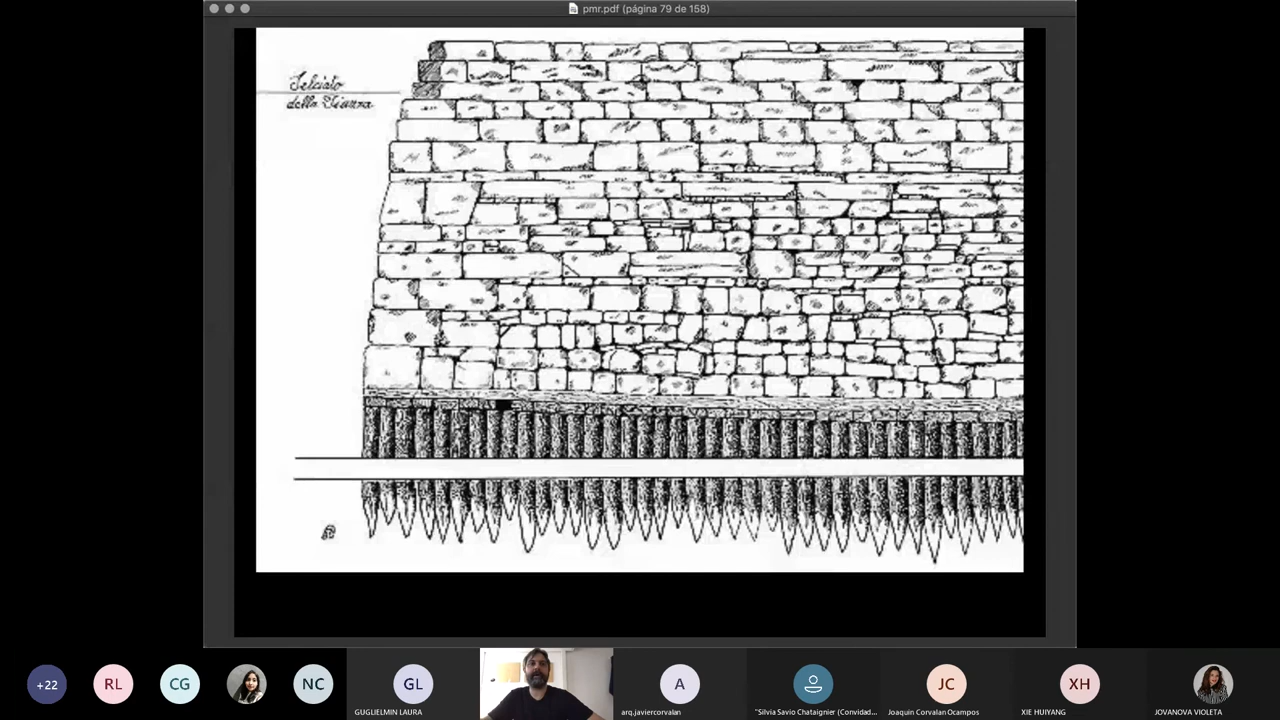 pmr.pdf (página 79 de 158)
Selciato
della Tianna
+22
RL
CG
NC
GL
A
JC
XH
GUGLIELMIN LAURA
arq.javiercorvalan
"Silvia Savio Chataignier (Convidad...
Joaquin Corvalan Ocampos
XIE HUIYANG
JOVANOVA VIOLETA